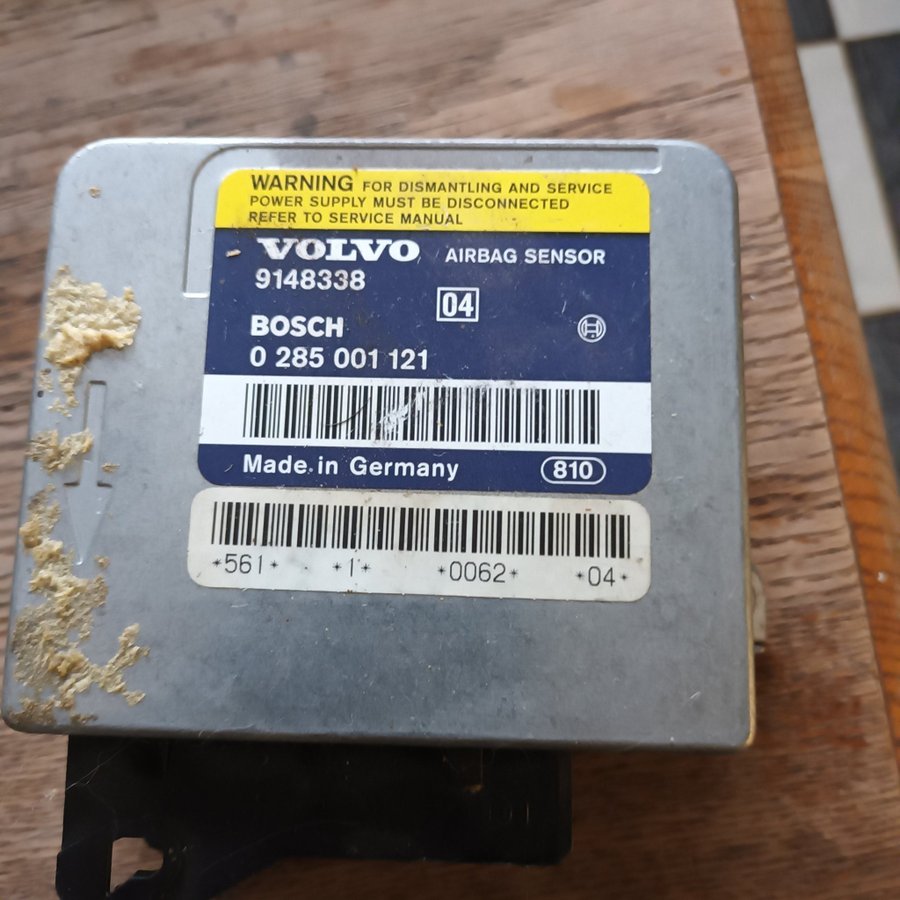 WARNING FOR DISMANTLING AND SERVICE
POWER SUPPLY MUST BE DISCONNECTED
REFER TO SERVICE MANUAL
VOLVO AIRBAG SENSOR
9148338
04
BOSCH
0 285 001 121
Made in Germany 810
*561* *1* *0062* *04*